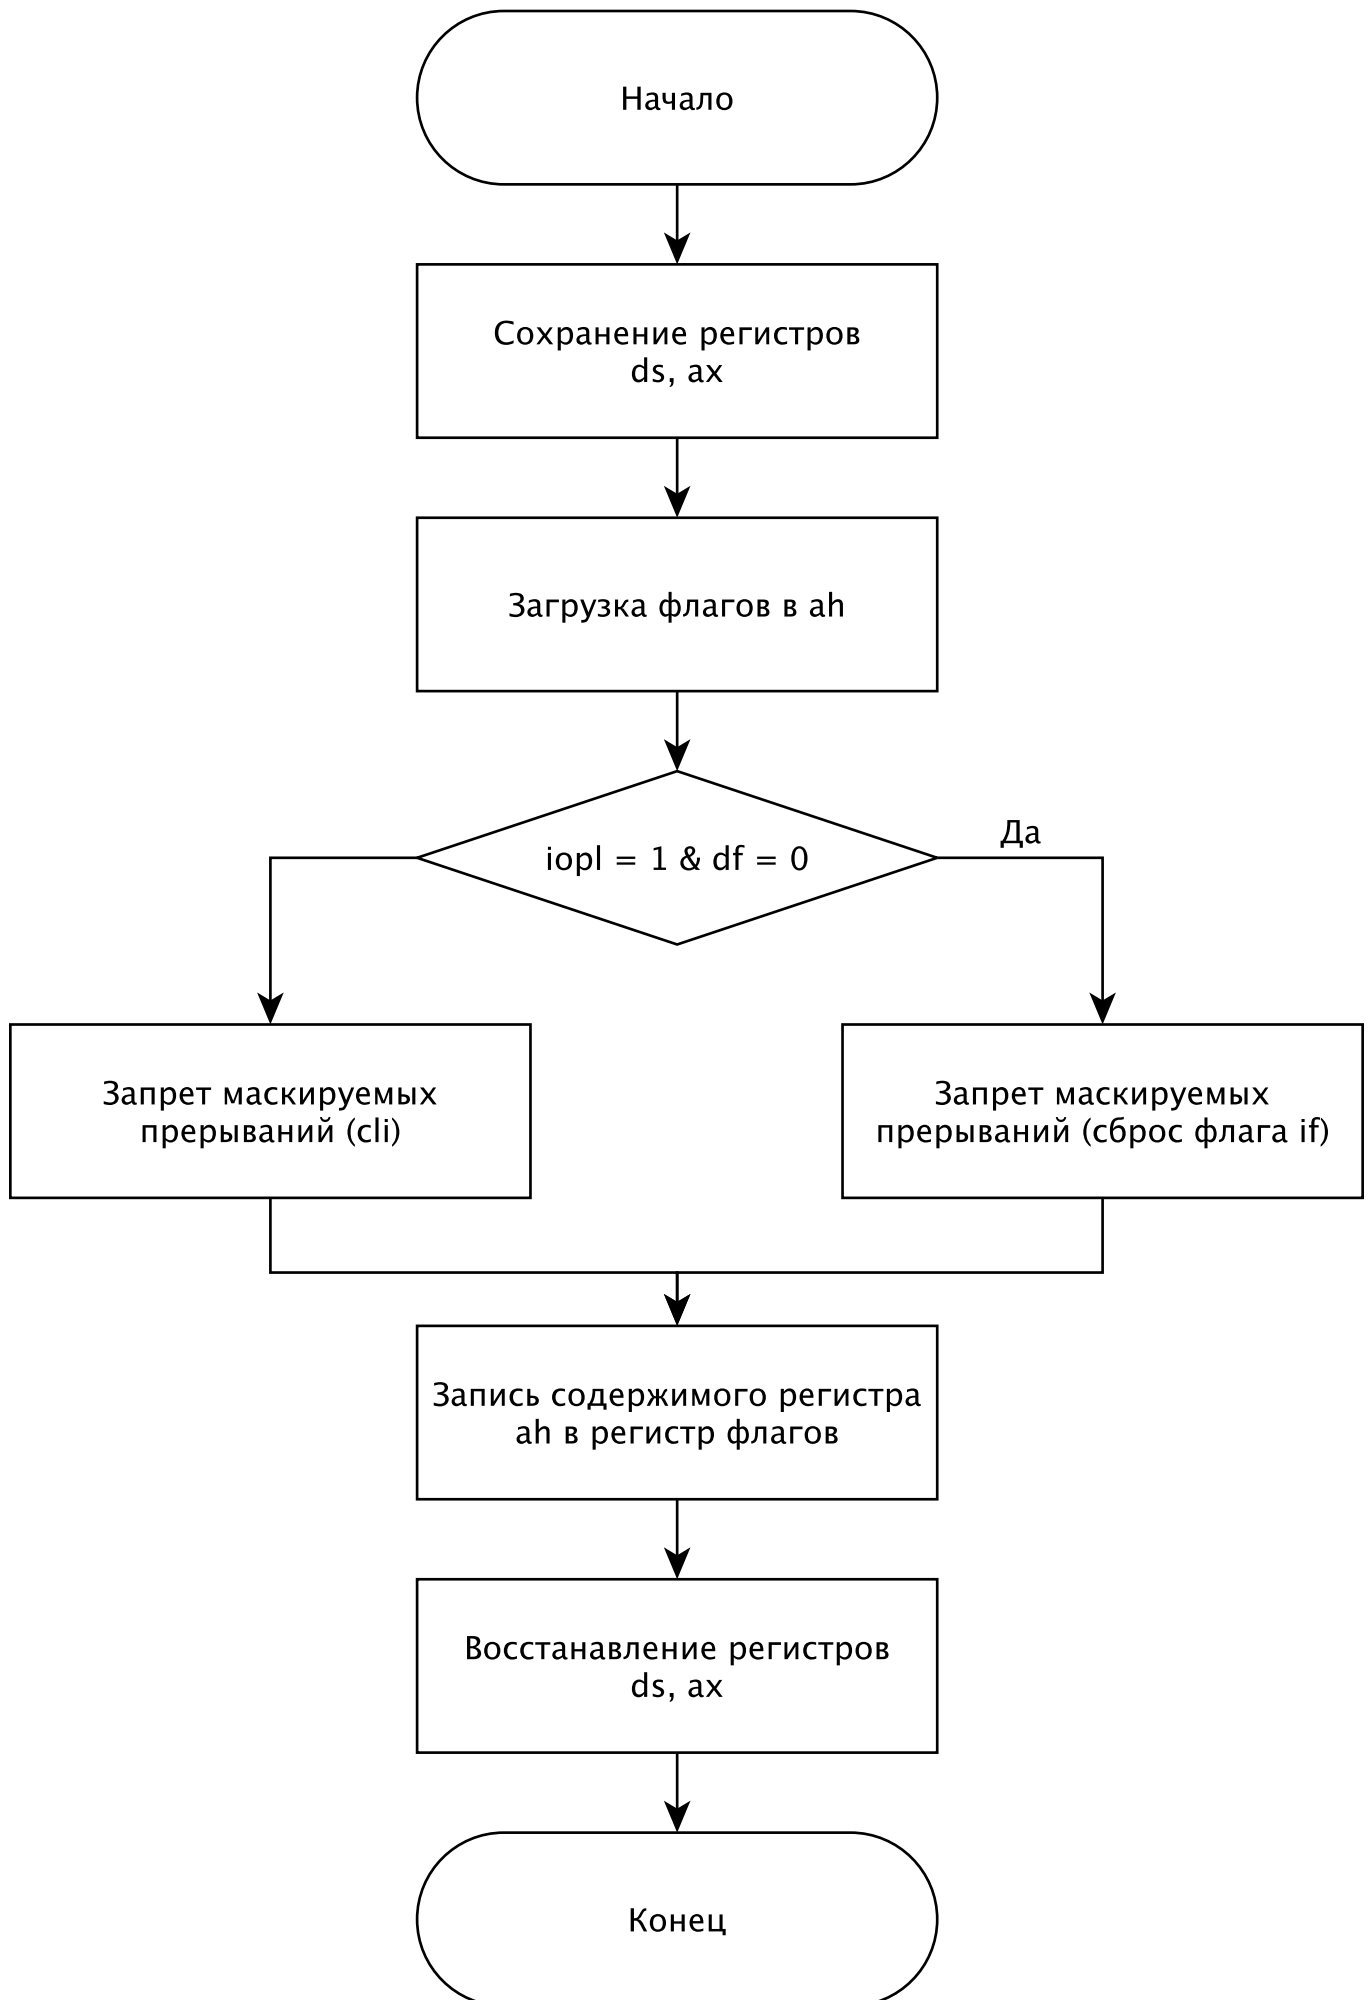 Начало
Сохранение регистров
ds, ax
Загрузка флагов в ah
iopl = 1 & df = 0
Да
Запрет маскируемых
прерываний (cli)
Запрет маскируемых
прерываний (сброс флага if)
Запись содержимого регистра
ah в регистр флагов
Восстанавление регистров
ds, ax
Конец